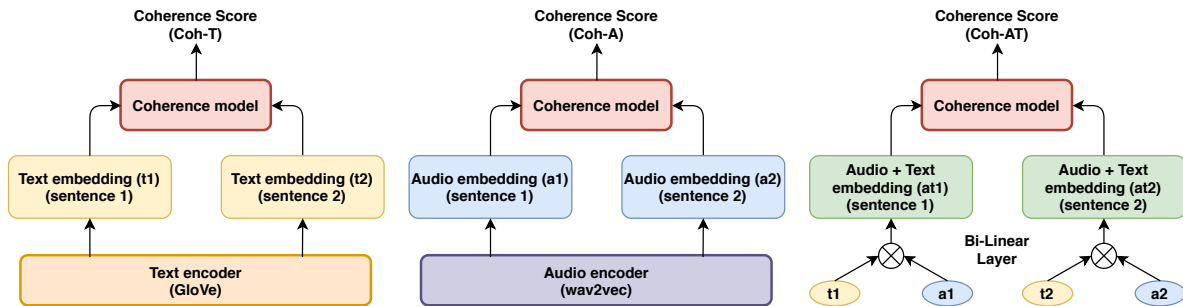 Coherence Score
(Coh-T)
Coherence model
Text embedding (t1)
(sentence 1)
Text embedding (t2)
(sentence 2)
Text encoder
(GloVe)
Coherence Score
(Coh-A)
Coherence model
Audio embedding (a1)
(sentence 1)
Audio embedding (a2)
(sentence 2)
Audio encoder
(wav2vec)
Coherence Score
(Coh-AT)
Coherence model
Audio + Text
embedding (at1)
(sentence 1)
Audio + Text
embedding (at2)
(sentence 2)
Bi-Linear
Layer
t1
a1
t2
a2